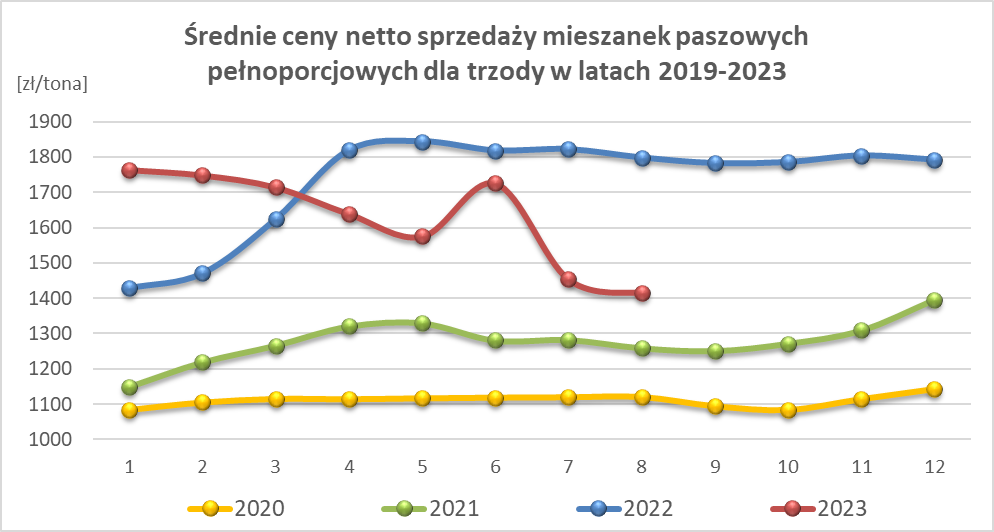 Średnie ceny netto sprzedaży mieszanek paszowych
pełnoporcjowych dla trzody w latach 2019-2023
[zł/tona]
1900
1800
1700
1600
1500
1400
1300
1200
1100
1000
1 2 3 4 5 6 7 8 9 10 11 12
2020 2021 2022 2023